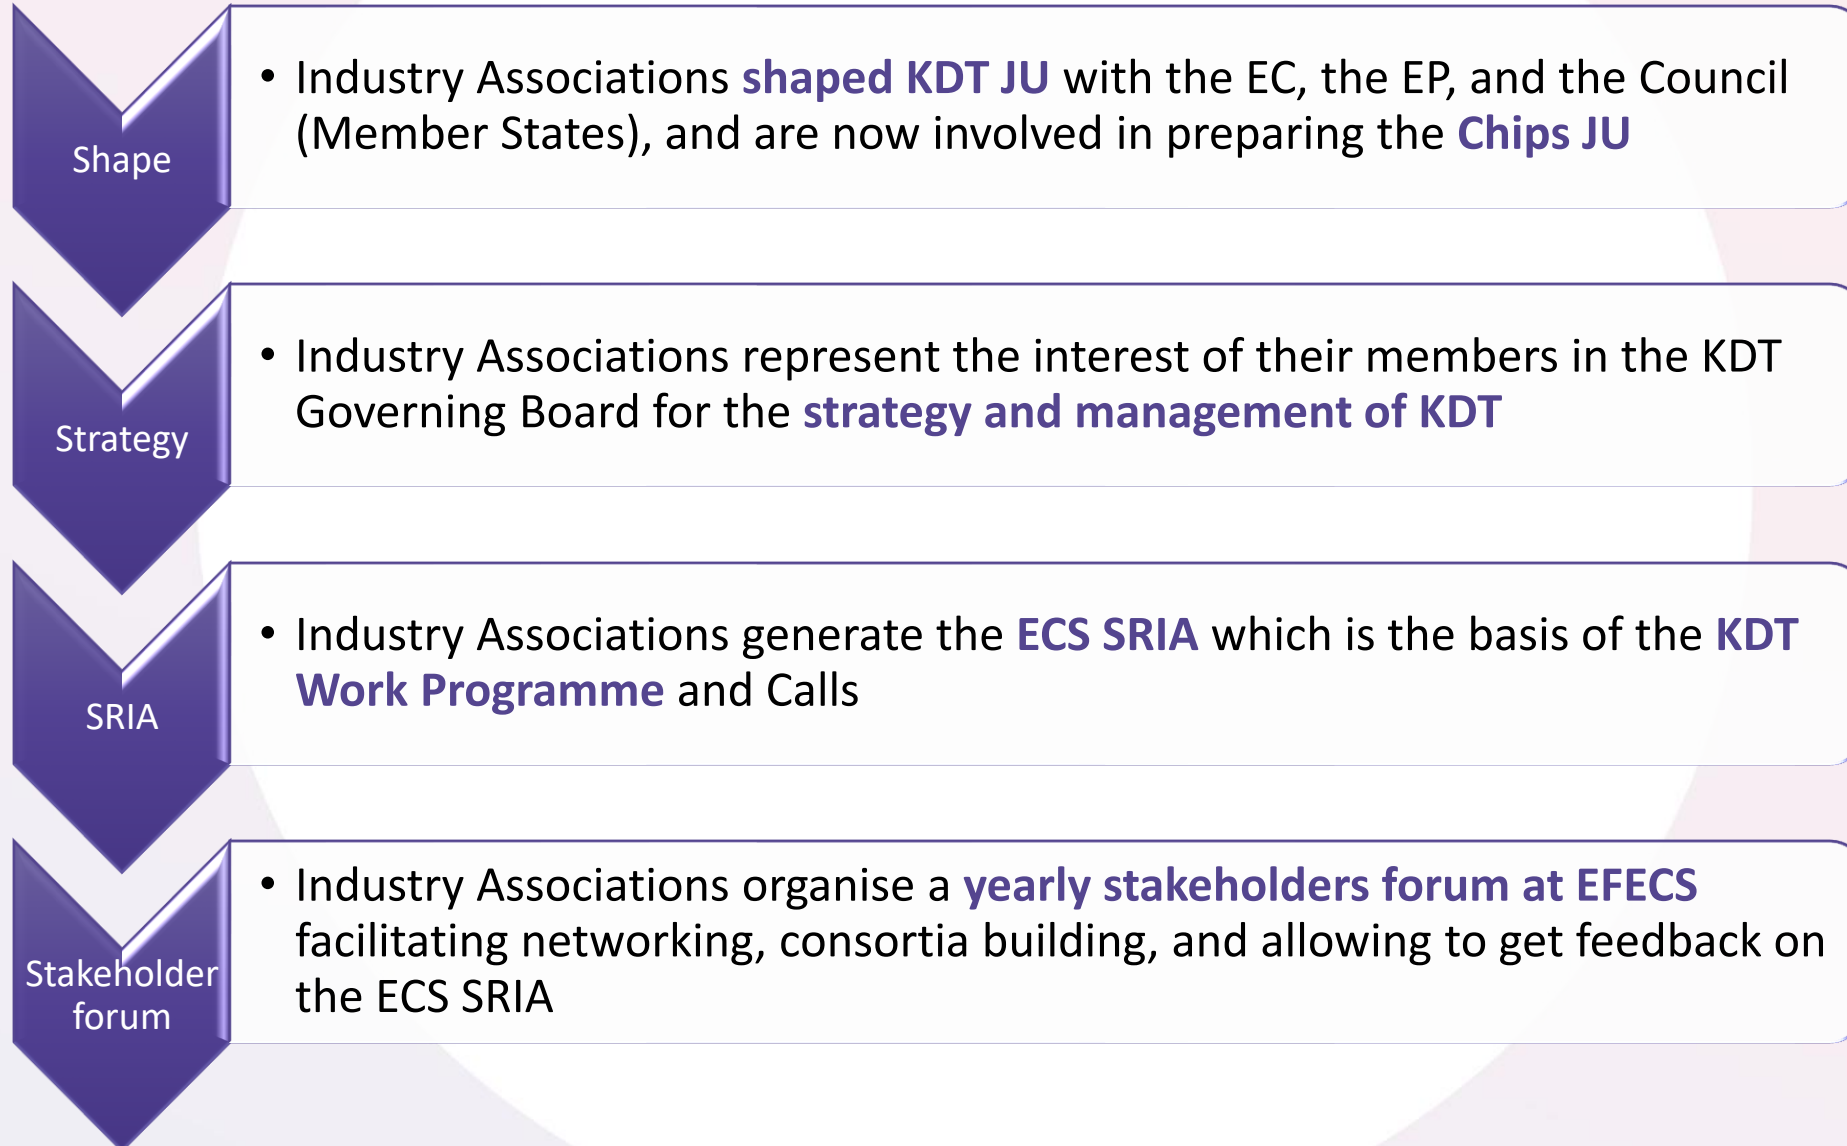 Shape
• Industry Associations shaped KDT JU with the EC, the EP, and the Council
(Member States), and are now involved in preparing the Chips JU
Strategy
• Industry Associations represent the interest of their members in the KDT
Governing Board for the strategy and management of KDT
SRIA
• Industry Associations generate the ECS SRIA which is the basis of the KDT
Work Programme and Calls
Stakeholder
forum
• Industry Associations organise a yearly stakeholders forum at EFECS
facilitating networking, consortia building, and allowing to get feedback on
the ECS SRIA